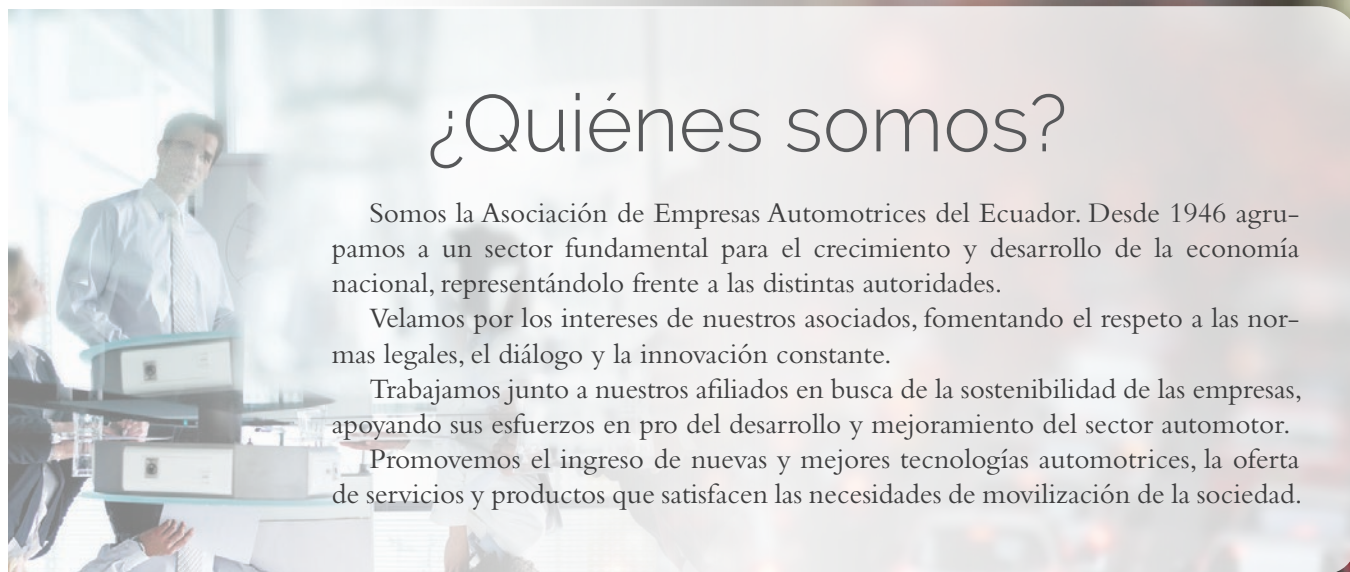 ¿Quiénes somos?
Somos la Asociación de Empresas Automotrices del Ecuador. Desde 1946 agru-
pamos a un sector fundamental para el crecimiento y desarrollo de la economía
nacional, representándolo frente a las distintas autoridades.
Velamos por los intereses de nuestros asociados, fomentando el respeto a las nor-
mas legales, el diálogo y la innovación constante.
Trabajamos junto a nuestros afiliados en busca de la sostenibilidad de las empresas,
apoyando sus esfuerzos en pro del desarrollo y mejoramiento del sector automotor.
Promovemos el ingreso de nuevas y mejores tecnologías automotrices, la oferta
de servicios y productos que satisfacen las necesidades de movilización de la sociedad.